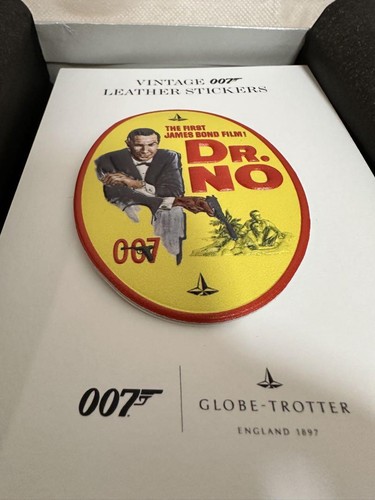 VINTAGE 007
LEATHER STICKERS
THE FIRST
JAMES BOND FILM!
DR.
NO
007
007
GLOBE-TROTTER
ENGLAND 1897